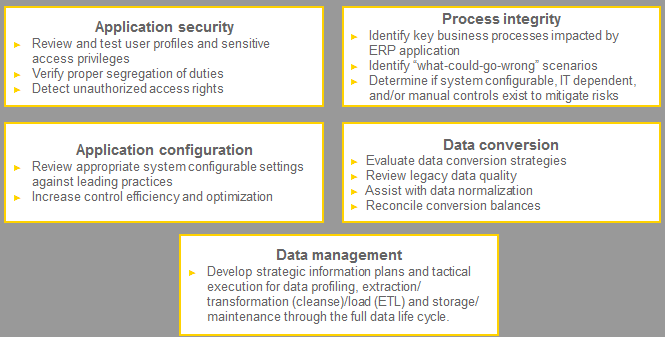 Application security
► Review and test user profiles and sensitive
access privileges
► Verify proper segregation of duties
► Detect unauthorized access rights
Process integrity
► Identify key business processes impacted by
ERP application
► Identify “what-could-go-wrong” scenarios
► Determine if system configurable, IT dependent,
and/or manual controls exist to mitigate risks
Application configuration
► Review appropriate system configurable settings
against leading practices
► Increase control efficiency and optimization
Data conversion
► Evaluate data conversion strategies
► Review legacy data quality
► Assist with data normalization
► Reconcile conversion balances
Data management
► Develop strategic information plans and tactical
execution for data profiling, extraction/
transformation (cleanse)/load (ETL) and storage/
maintenance through the full data life cycle.